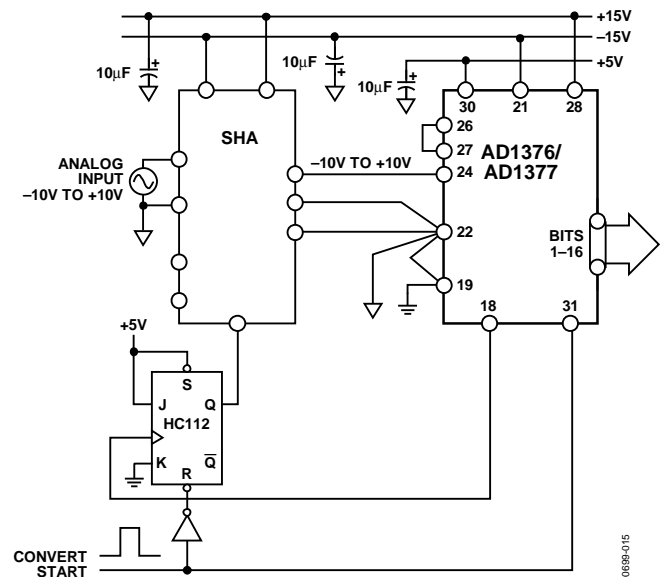 +15V
–15V
+5V
10µF
+
10µF
+
10µF
+
30
21
28
SHA
26
27
AD1376/
AD1377
ANALOG
INPUT
–10V TO +10V
–10V TO +10V
24
22
BITS
1–16
19
18
31
+5V
S
J
Q
HC112
K
Q
R
CONVERT
START
0699-015